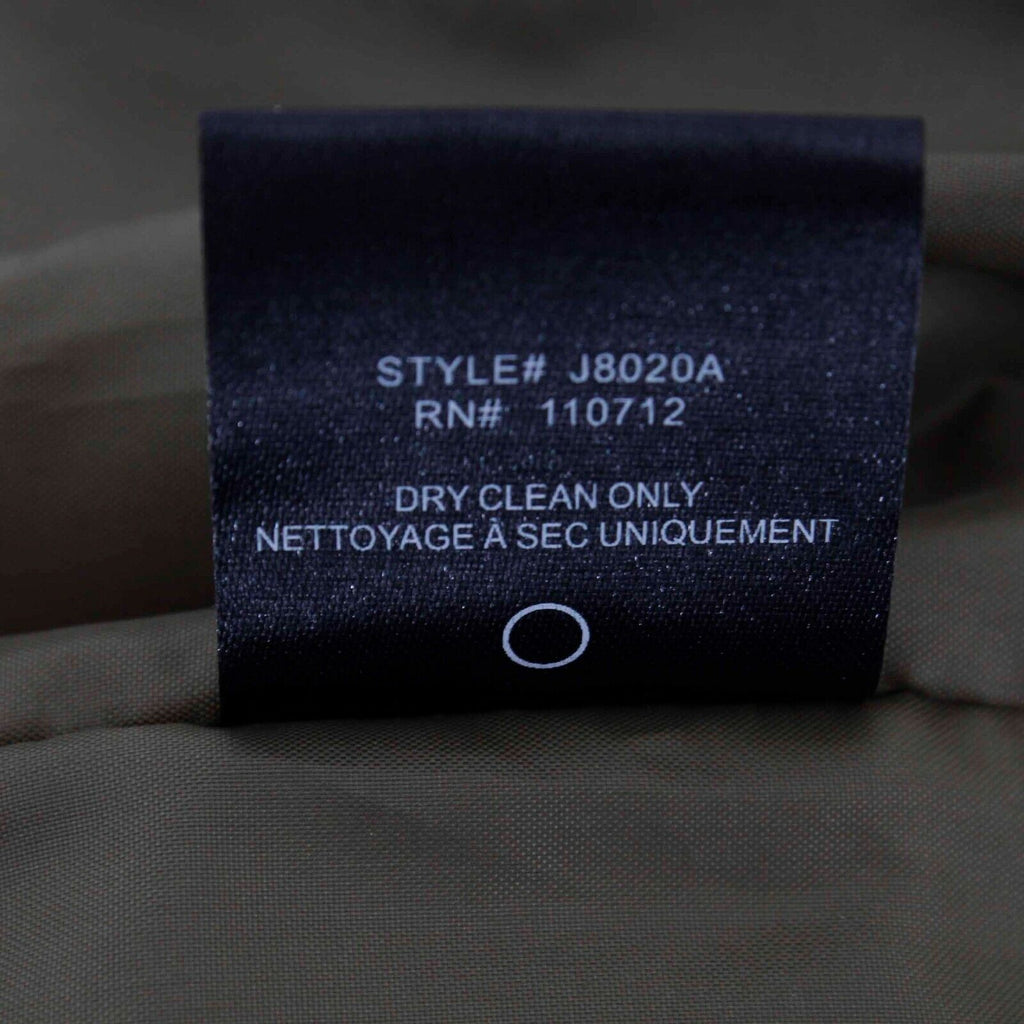 STYLE# J8020A
RN# 110712
DRY CLEAN ONLY
NETTOYAGE À SEC UNIQUEMENT